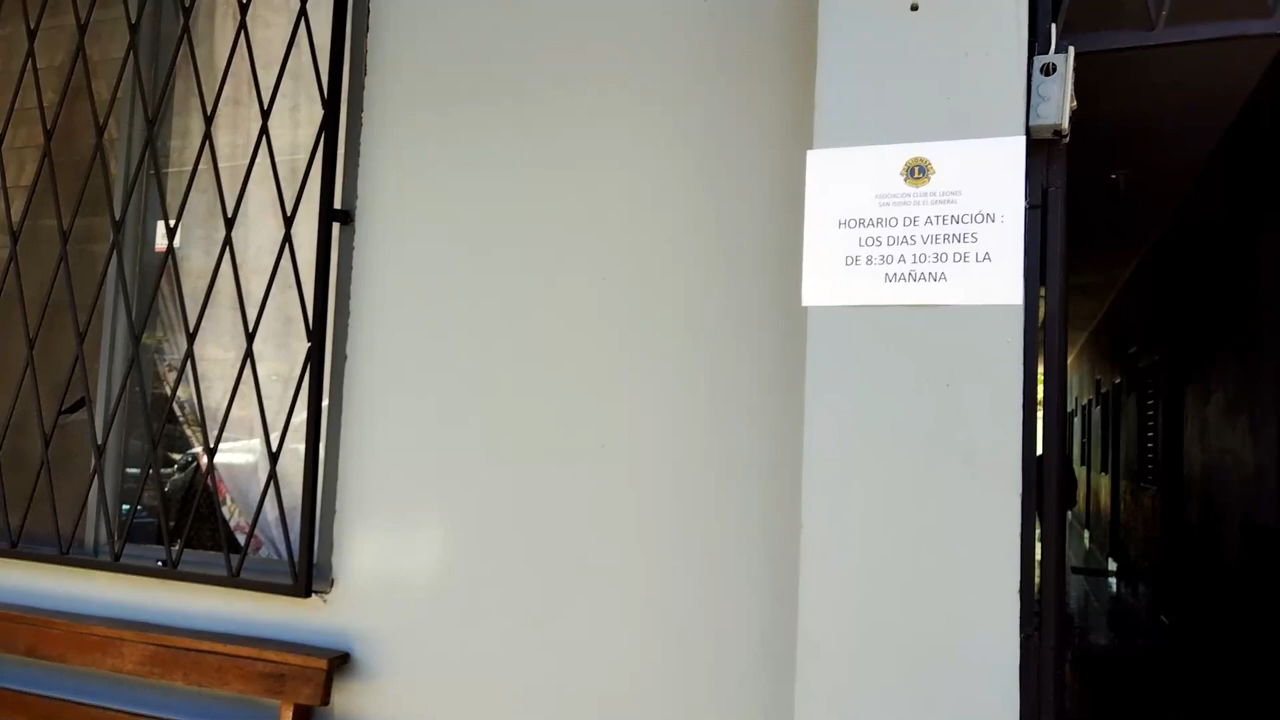 LIONS
L
ASOCIACIÓN CLUB DE LEONES
SAN ISIDRO DE EL GENERAL
HORARIO DE ATENCIÓN :
LOS DIAS VIERNES
DE 8:30 A 10:30 DE LA
MAÑANA